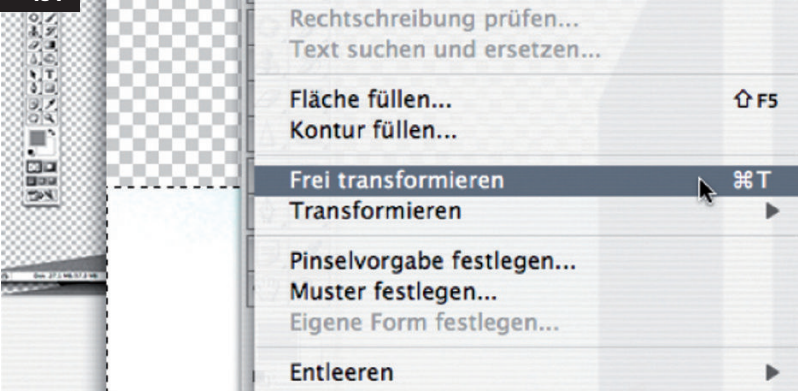 Rechtschreibung prüfen...
Text suchen und ersetzen...
Fläche füllen... ⇧F5
Kontur füllen...
Frei transformieren ⌘T
Transformieren ▶
Pinselvorgabe festlegen...
Muster festlegen...
Eigene Form festlegen...
Entleeren ▶